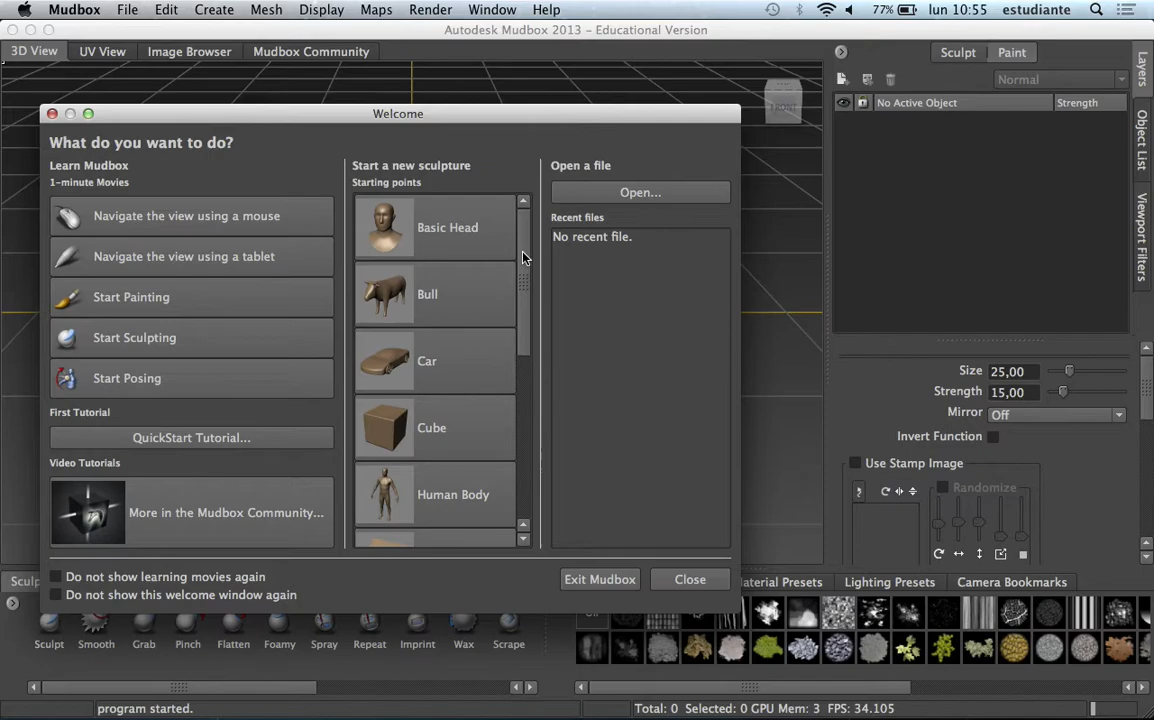 Mudbox File Edit Create Mesh Display Maps Render Window Help 77% lun 10:55 estudiante
Autodesk Mudbox 2013 - Educational Version
3D View UV View Image Browser Mudbox Community
Sculpt Paint
Normal
No Active Object Strength
Layers
Object List
Viewport Filters
FRONT
Welcome
What do you want to do?
Learn Mudbox
1-minute Movies
Navigate the view using a mouse
Navigate the view using a tablet
Start Painting
Start Sculpting
Start Posing
First Tutorial
QuickStart Tutorial...
Video Tutorials
More in the Mudbox Community...
Start a new sculpture
Starting points
Basic Head
Bull
Car
Cube
Human Body
Open a file
Open...
Recent files
No recent file.
Do not show learning movies again
Do not show this welcome window again
Exit Mudbox Close
Size 25,00
Strength 15,00
Mirror Off
Invert Function
Use Stamp Image
Randomize
Sculp
aterial Presets Lighting Presets Camera Bookmarks
Off
Sculpt Smooth Grab Pinch Flatten Foamy Spray Repeat Imprint Wax Scrape
program started.
Total: 0 Selected: 0 GPU Mem: 3 FPS: 34.105